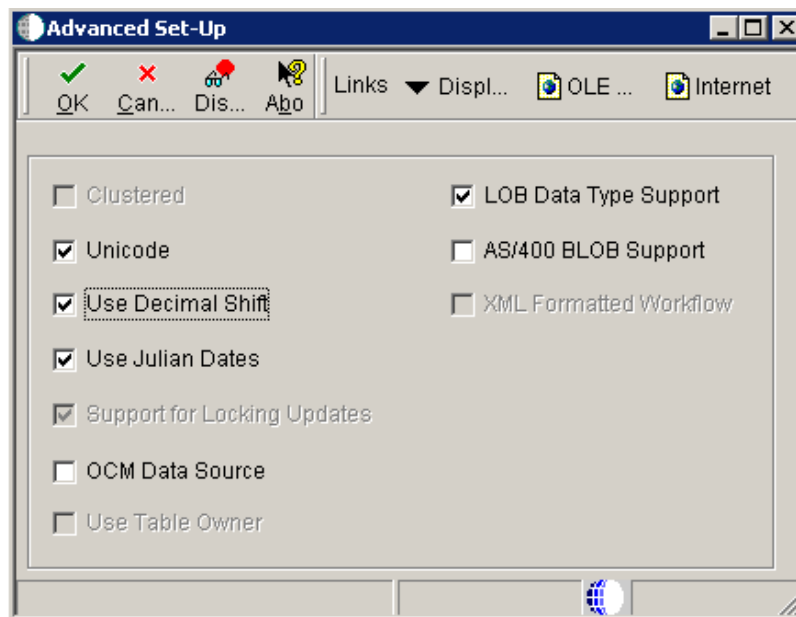 Advanced Set-Up
OK Can... Dis... Abo Links Displ... OLE ... Internet
Clustered
Unicode
Use Decimal Shift
Use Julian Dates
Support for Locking Updates
OCM Data Source
Use Table Owner
LOB Data Type Support
AS/400 BLOB Support
XML Formatted Workflow